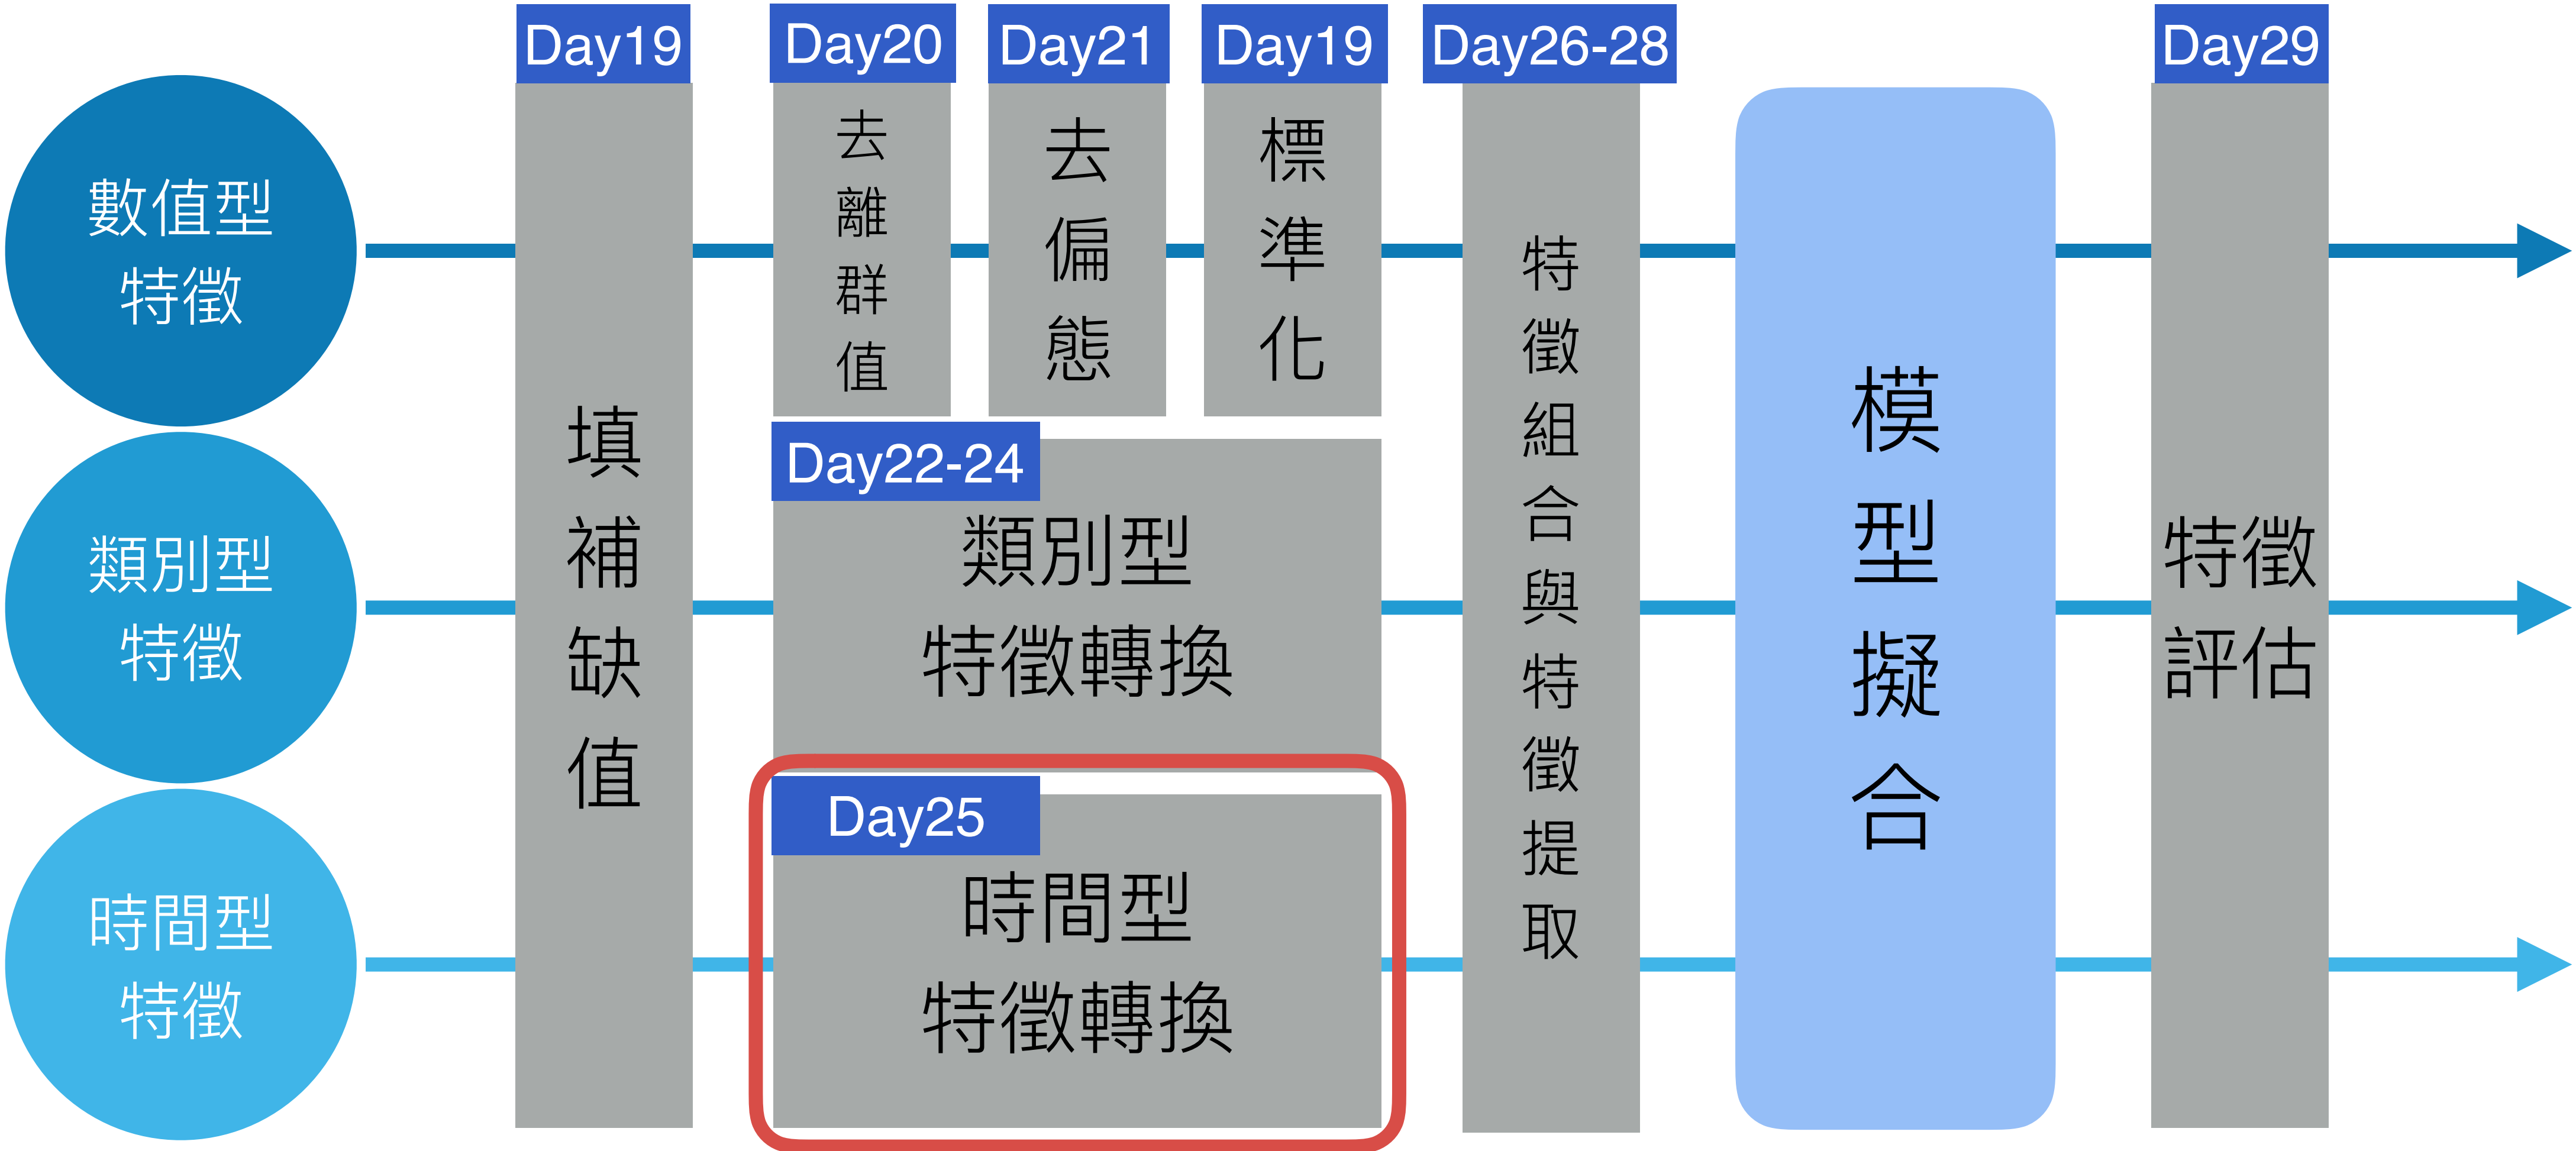 Day19
Day20
Day21
Day19
Day26-28
Day29
數值型
特徵
類別型
特徵
時間型
特徵
填補缺值
去離群值
去偏態
標準化
Day22-24
類別型
特徵轉換
Day25
時間型
特徵轉換
特徵組合與特徵提取
模型擬合
特徵
評估